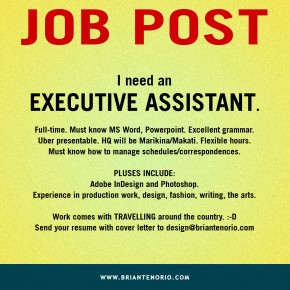 JOB POST
I need an
EXECUTIVE ASSISTANT.
Full-time. Must know MS Word, Powerpoint. Excellent grammar.
Uber presentable. HQ will be Marikina/Makati. Flexible hours.
Must know how to manage schedules/correspondences.
PLUSES INCLUDE:
Adobe InDesign and Photoshop.
Experience in production work, design, fashion, writing, the arts.
Work comes with TRAVELLING around the country. :-D
Send your resume with cover letter to design@briantenorio.com
WWW.BRIANTENORIO.COM